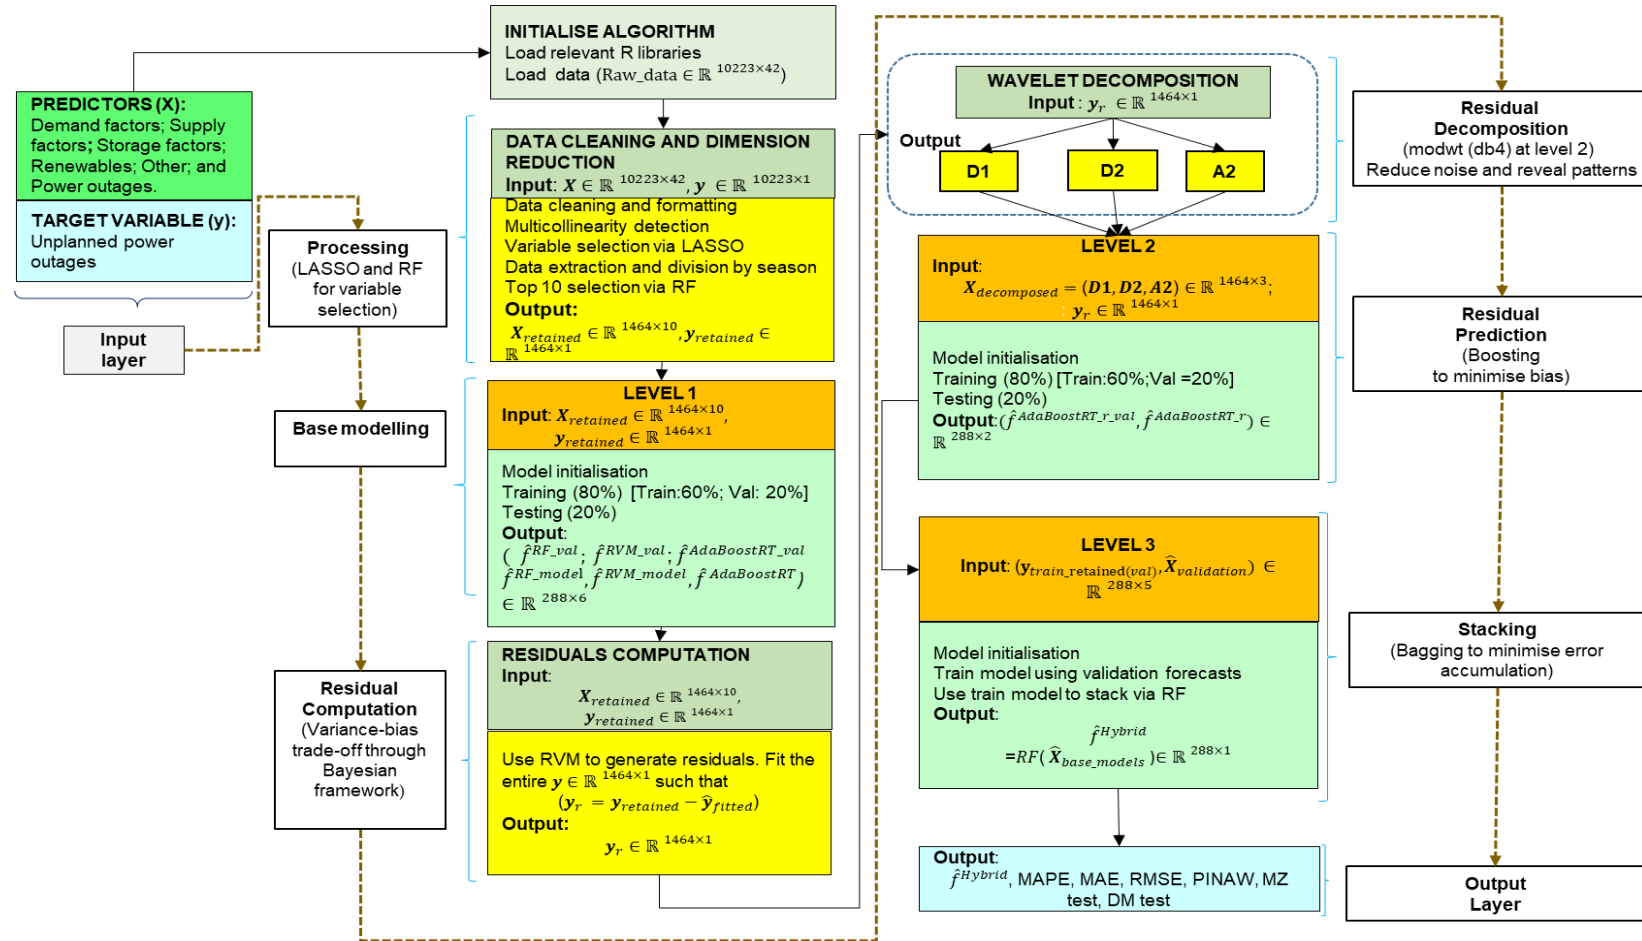 PREDICTORS (X):
Demand factors; Supply
factors; Storage factors;
Renewables; Other; and
Power outages.
TARGET VARIABLE (y):
Unplanned power
outages
Input
layer
Processing
(LASSO and RF
for variable
selection)
Base modelling
Residual
Computation
(Variance-bias
trade-off through
Bayesian
framework)
INITIALISE ALGORITHM
Load relevant R libraries
Load data (Raw_data ∈ ℝ 10223×42)
DATA CLEANING AND DIMENSION
REDUCTION
Input: X ∈ ℝ 10223×42, y ∈ ℝ 10223×1
Data cleaning and formatting
Multicollinearity detection
Variable selection via LASSO
Data extraction and division by season
Top 10 selection via RF
Output:
X_retained ∈ ℝ 1464×10, y_retained ∈
ℝ 1464×1
LEVEL 1
Input: X_retained ∈ ℝ 1464×10,
y_retained ∈ ℝ 1464×1
Model initialisation
Training (80%) [Train:60%; Val: 20%]
Testing (20%)
Output:
( f̂^RF_val; f̂^RVM_val; f̂^AdaBoostRT_val
f̂^RF_model, f̂^RVM_model, f̂^AdaBoostRT)
∈ ℝ 288×6
RESIDUALS COMPUTATION
Input:
X_retained ∈ ℝ 1464×10,
y_retained ∈ ℝ 1464×1
Use RVM to generate residuals. Fit the
entire y ∈ ℝ 1464×1 such that
(y_r = y_retained − ŷ_fitted)
Output:
y_r ∈ ℝ 1464×1
WAVELET DECOMPOSITION
Input : y_r ∈ ℝ 1464×1
Output
D1
D2
A2
LEVEL 2
Input:
X_decomposed = (D1, D2, A2) ∈ ℝ 1464×3;
: y_r ∈ ℝ 1464×1
Model initialisation
Training (80%) [Train:60%;Val =20%]
Testing (20%)
Output:(f̂^AdaBoostRT_r_val, f̂^AdaBoostRT_r) ∈
ℝ 288×2
LEVEL 3
Input: (y_train_retained(val), X̂_validation) ∈
ℝ 288×5
Model initialisation
Train model using validation forecasts
Use train model to stack via RF
Output:
f̂^Hybrid
=RF( X̂_base_models)∈ ℝ 288×1
Output:
f̂^Hybrid, MAPE, MAE, RMSE, PINAW, MZ
test, DM test
Residual
Decomposition
(modwt (db4) at level 2)
Reduce noise and reveal patterns
Residual
Prediction
(Boosting
to minimise bias)
Stacking
(Bagging to minimise error
accumulation)
Output
Layer